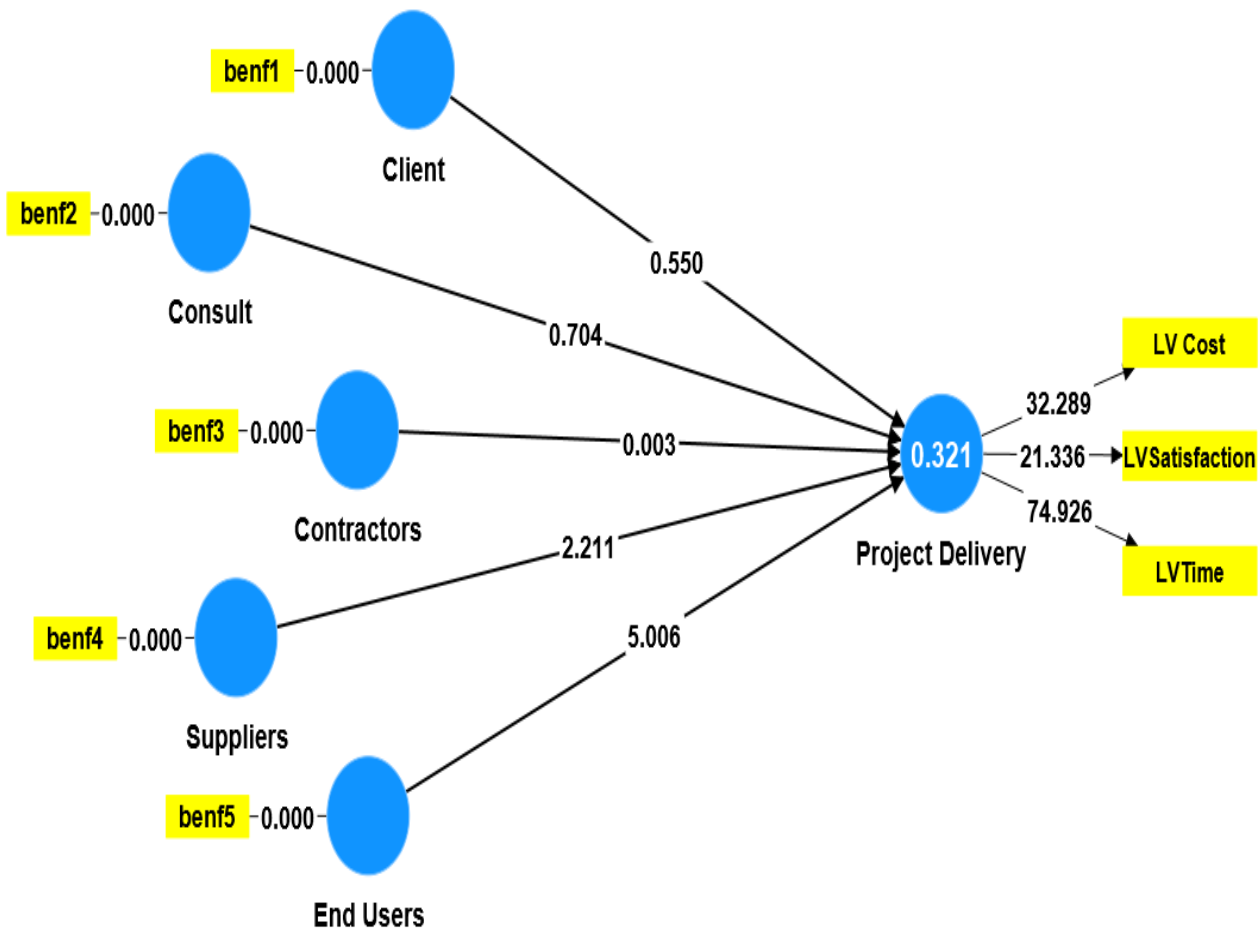 benf1
0.000
Client
benf2
0.000
Consult
0.550
0.704
benf3
0.000
Contractors
0.003
benf4
0.000
Suppliers
2.211
benf5
0.000
End Users
5.006
0.321
Project Delivery
32.289
LV Cost
21.336
LVSatisfaction
74.926
LVTime